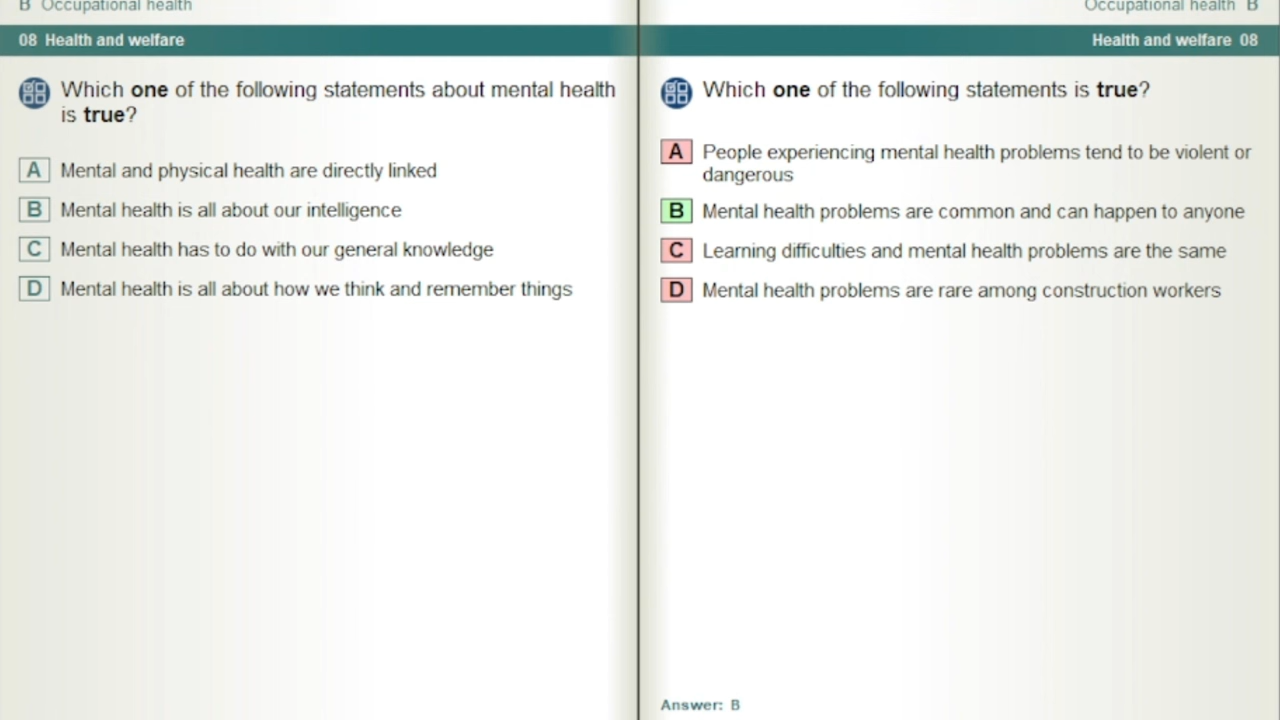 B Occupational health
08 Health and welfare
Which one of the following statements about mental health
is true?
A Mental and physical health are directly linked
B Mental health is all about our intelligence
C Mental health has to do with our general knowledge
D Mental health is all about how we think and remember things
Occupational health B
Health and welfare 08
Which one of the following statements is true?
A People experiencing mental health problems tend to be violent or
dangerous
B Mental health problems are common and can happen to anyone
C Learning difficulties and mental health problems are the same
D Mental health problems are rare among construction workers
Answer: B